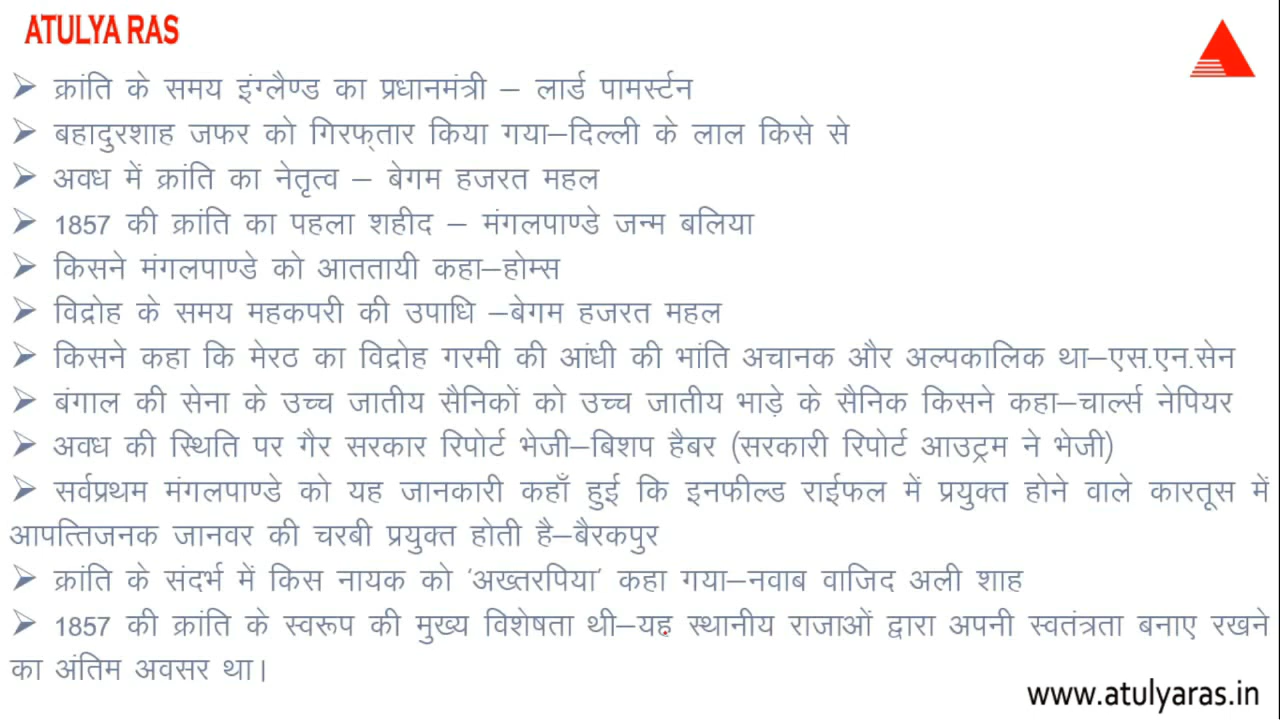 ATULYA RAS
➢ क्रांति के समय इंग्लैण्ड का प्रधानमंत्री – लार्ड पामर्स्टन
➢ बहादुरशाह जफर को गिरफ्तार किया गया–दिल्ली के लाल किसे से
➢ अवध में क्रांति का नेतृत्व – बेगम हजरत महल
➢ 1857 की क्रांति का पहला शहीद – मंगलपाण्डे जन्म बलिया
➢ किसने मंगलपाण्डे को आततायी कहा–होम्स
➢ विद्रोह के समय महकपरी की उपाधि –बेगम हजरत महल
➢ किसने कहा कि मेरठ का विद्रोह गरमी की आंधी की भांति अचानक और अल्पकालिक था–एस.एन.सेन
➢ बंगाल की सेना के उच्च जातीय सैनिकों को उच्च जातीय भाड़े के सैनिक किसने कहा–चार्ल्स नेपियर
➢ अवध की स्थिति पर गैर सरकार रिपोर्ट भेजी–बिशप हैबर (सरकारी रिपोर्ट आउट्रम ने भेजी)
➢ सर्वप्रथम मंगलपाण्डे को यह जानकारी कहाँ हुई कि इनफील्ड राईफल में प्रयुक्त होने वाले कारतूस में
आपत्तिजनक जानवर की चरबी प्रयुक्त होती है–बैरकपुर
➢ क्रांति के संदर्भ में किस नायक को ‘अख्तरपिया’ कहा गया–नवाब वाजिद अली शाह
➢ 1857 की क्रांति के स्वरूप की मुख्य विशेषता थी–यह स्थानीय राजाओं द्वारा अपनी स्वतंत्रता बनाए रखने
का अंतिम अवसर था।
www.atulyaras.in